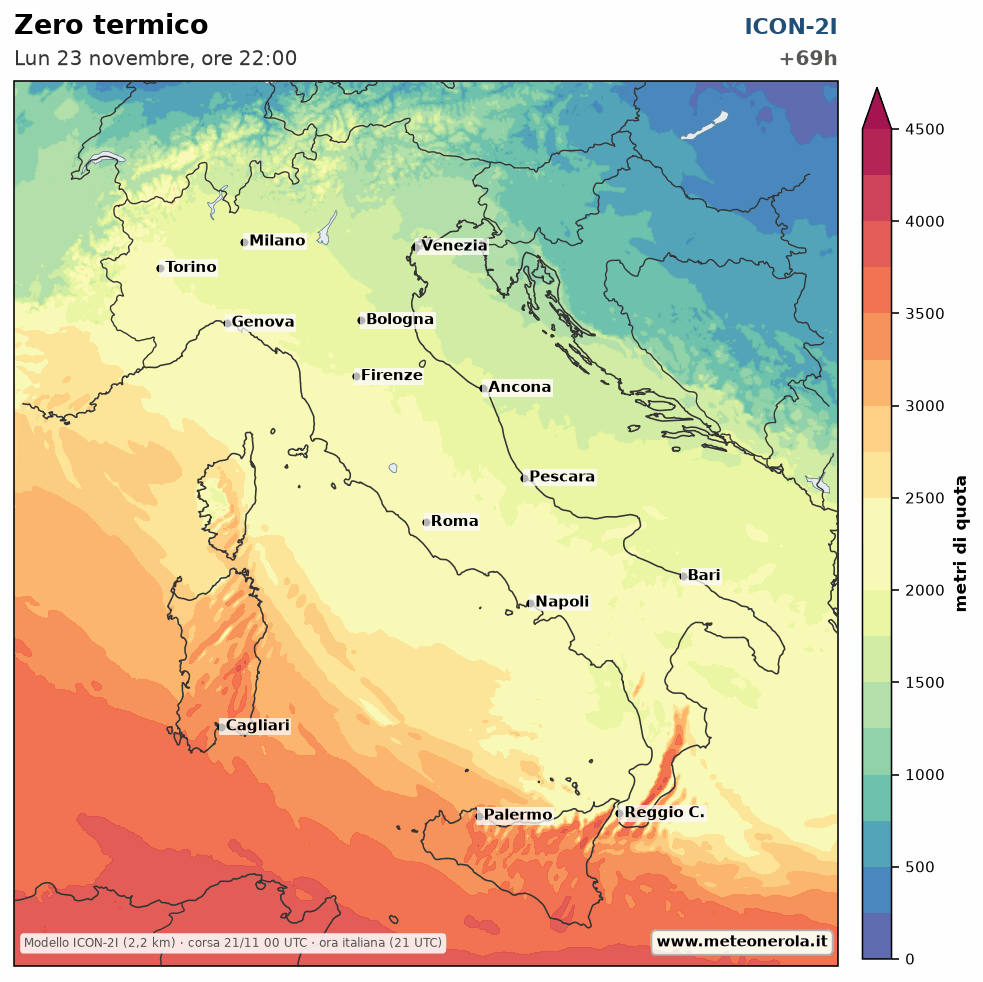 Zero termico
ICON-2I
Lun 23 novembre, ore 22:00
+69h
Milano
Venezia
Torino
Genova
Bologna
Firenze
Ancona
Pescara
Roma
Bari
Napoli
Cagliari
Palermo
Reggio C.
4500
4000
3500
3000
2500
2000
1500
1000
500
0
metri di quota
Modello ICON-2I (2,2 km) · corsa 21/11 00 UTC · ora italiana (21 UTC)
www.meteonerola.it